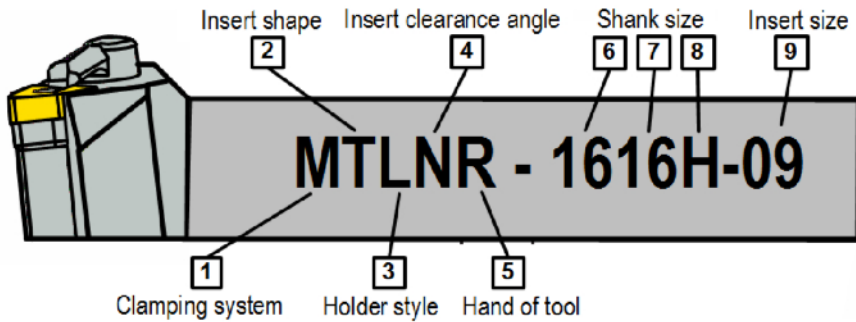 Insert shape Insert clearance angle Shank size Insert size
2 4 6 7 8 9
MTLNR - 1616H-09
1 3 5
Clamping system Holder style Hand of tool